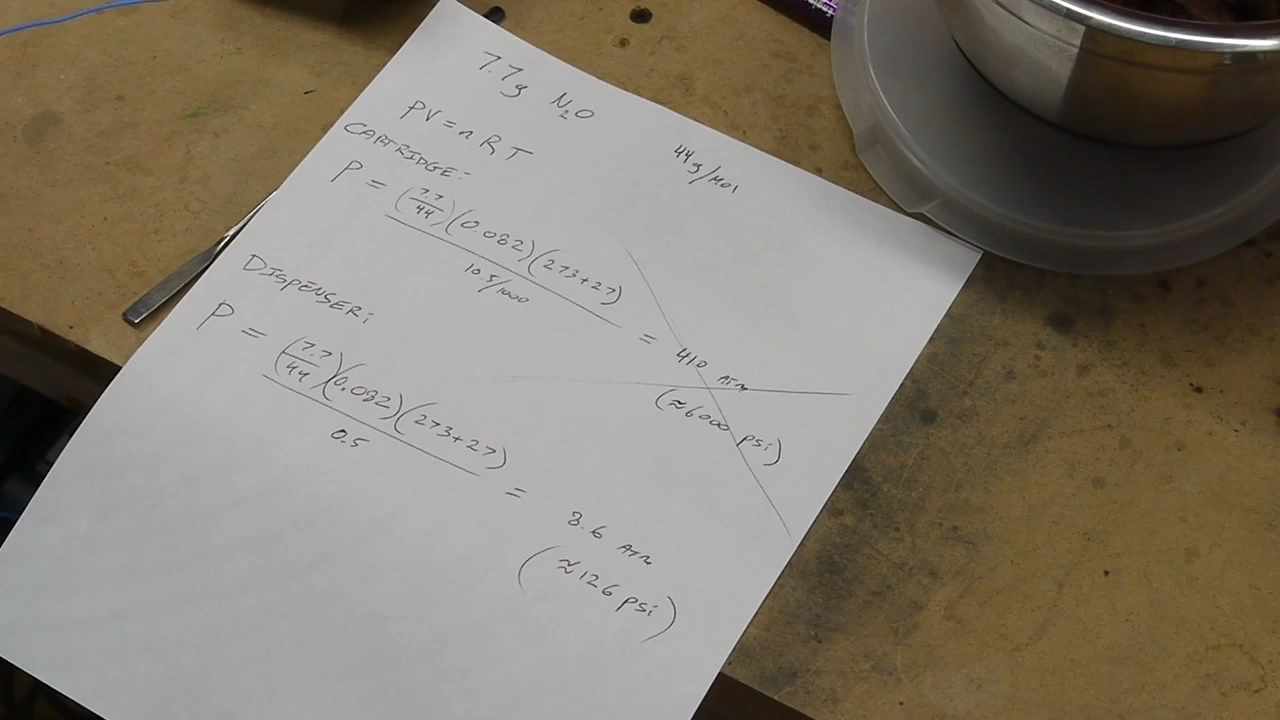 7.7g N₂O
44g/mol
PV=nRT
CARTRIDGE:
P = (7.7/44)(0.082)(273+27)
10.5/1000
= 410 ATM
(≈6000 psi)
DISPENSER:
P = (7.7/44)(0.082)(273+27)
0.5
= 8.6 ATM
(≈126 psi)